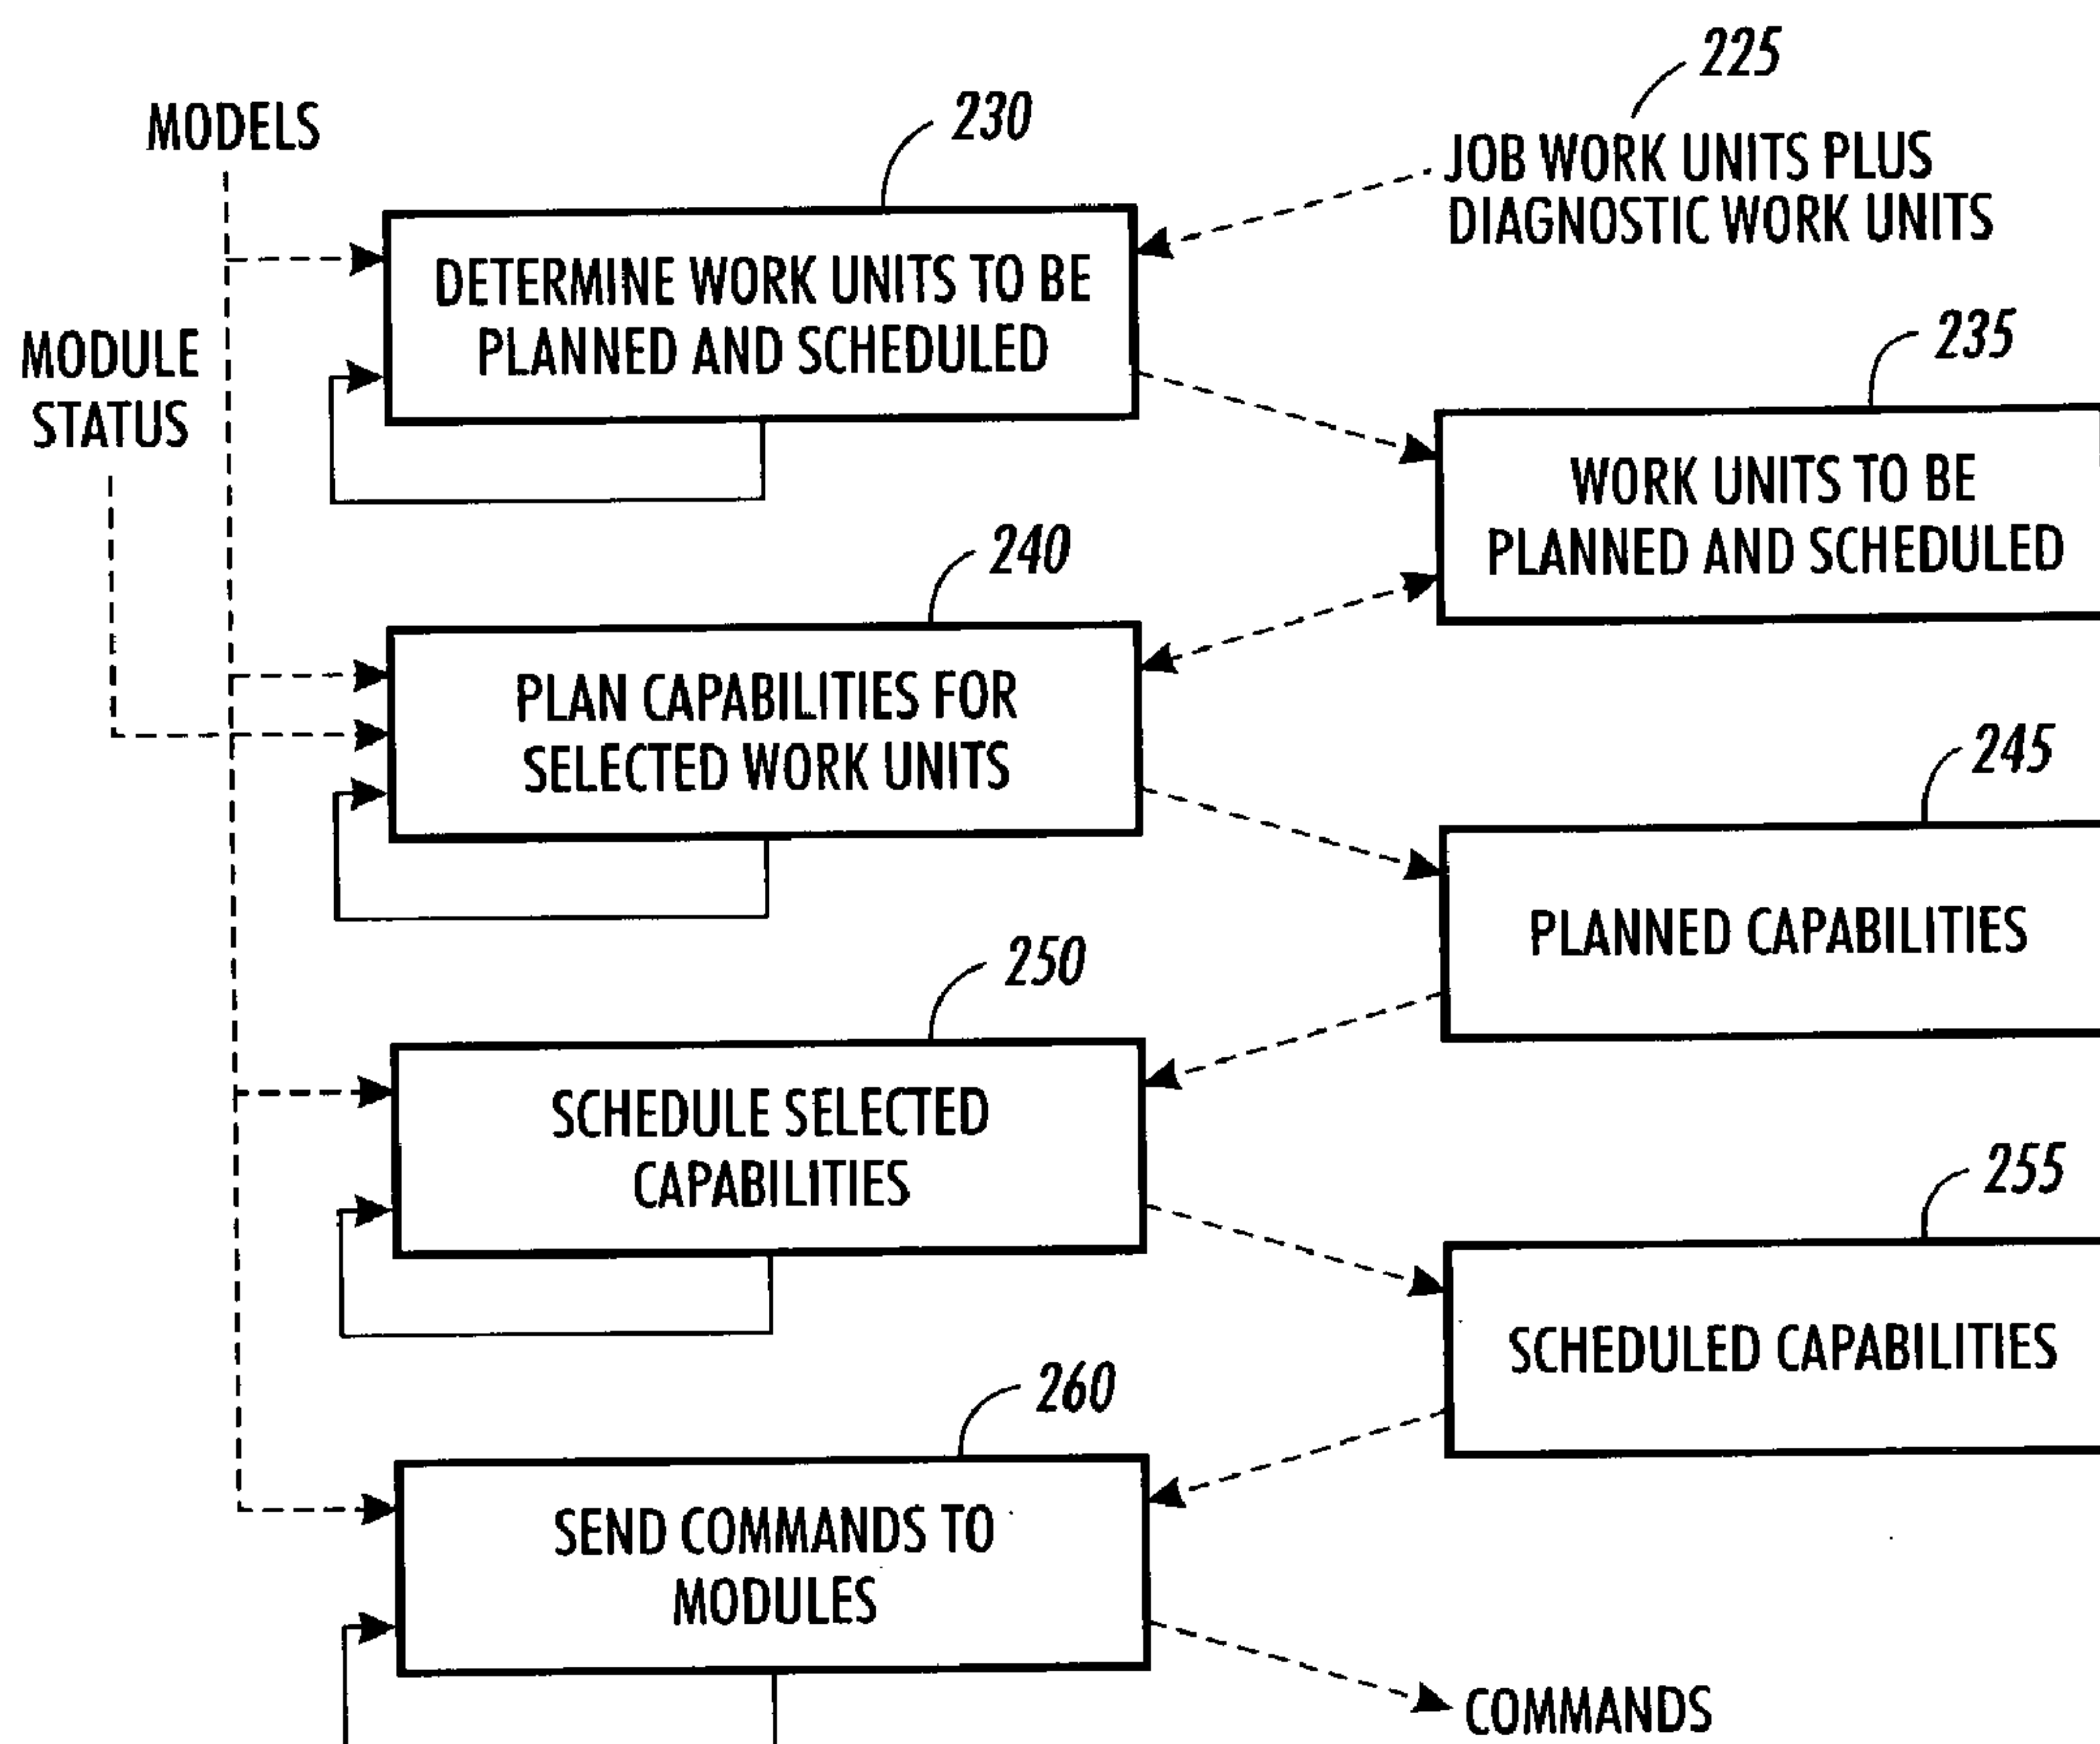 225
MODELS
230
JOB WORK UNITS PLUS
DIAGNOSTIC WORK UNITS
DETERMINE WORK UNITS TO BE
PLANNED AND SCHEDULED
MODULE
STATUS
235
WORK UNITS TO BE
PLANNED AND SCHEDULED
240
PLAN CAPABILITIES FOR
SELECTED WORK UNITS
245
PLANNED CAPABILITIES
250
SCHEDULE SELECTED
CAPABILITIES
255
SCHEDULED CAPABILITIES
260
SEND COMMANDS TO
MODULES
COMMANDS